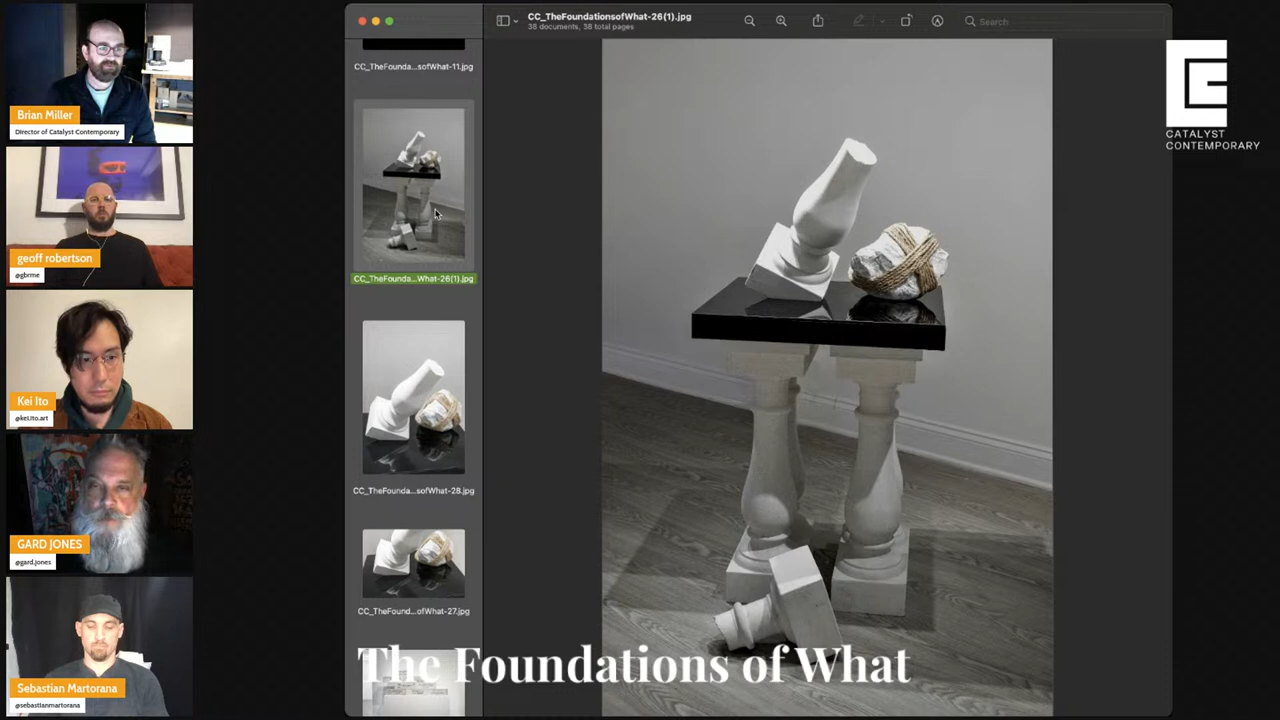 Brian Miller
Director of Catalyst Contemporary
geoff robertson
@gbrme
Kei Ito
@kei.ito.art
GARD JONES
@gard.jones
Sebastian Martorana
@sebastianmartorana
CC_TheFoundationsofWhat-26(1).jpg
38 documents, 38 total pages
Search
CC_TheFounda...sofWhat-11.jpg
CC_TheFounda...What-26(1).jpg
CC_TheFounda...sofWhat-28.jpg
CC_TheFound...ofWhat-27.jpg
CATALYST
CONTEMPORARY
The Foundations of What